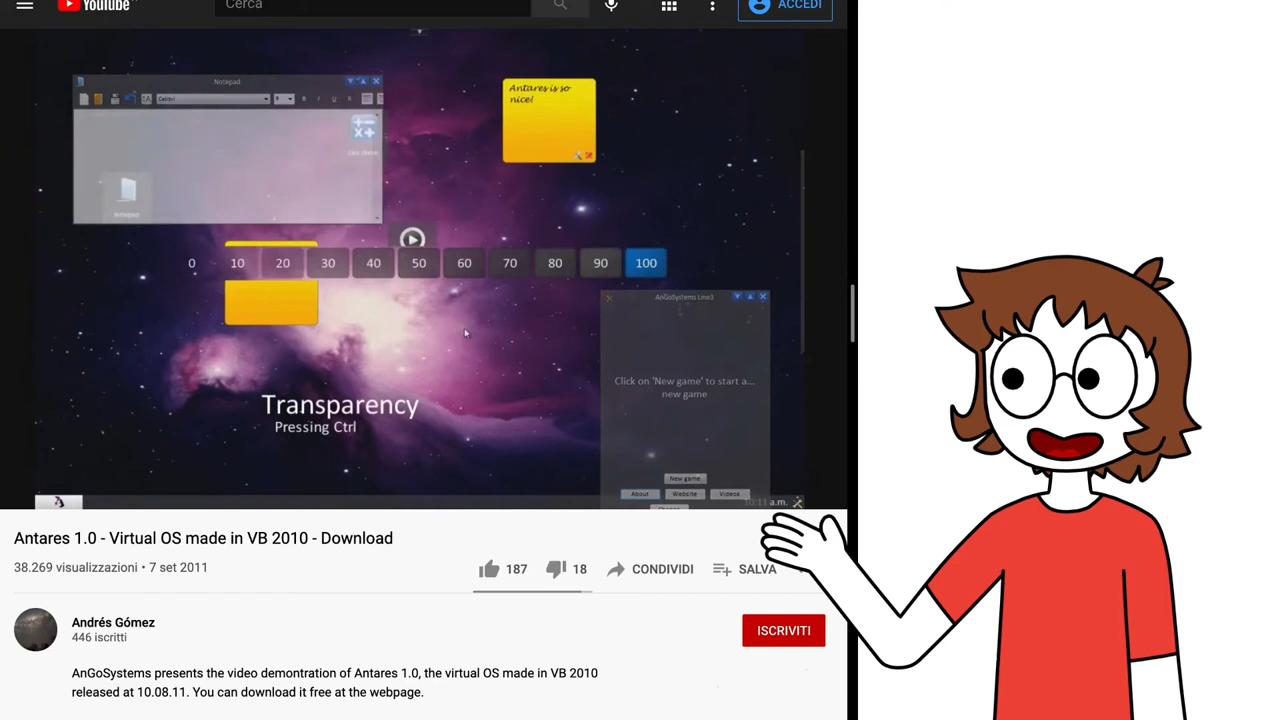 YouTube
Cerca
ACCEDI
Notepad
Calibri
Antares is so
nice!
Notepad
0 10 20 30 40 50 60 70 80 90 100
AnGoSystems Line3
Click on 'New game' to start a...
new game
Transparency
Pressing Ctrl
New game
About Website Videos
a.m.
Antares 1.0 - Virtual OS made in VB 2010 - Download
38.269 visualizzazioni • 7 set 2011
187 18 CONDIVIDI SALVA
Andrés Gómez
446 iscritti
ISCRIVITI
AnGoSystems presents the video demontration of Antares 1.0, the virtual OS made in VB 2010
released at 10.08.11. You can download it free at the webpage.